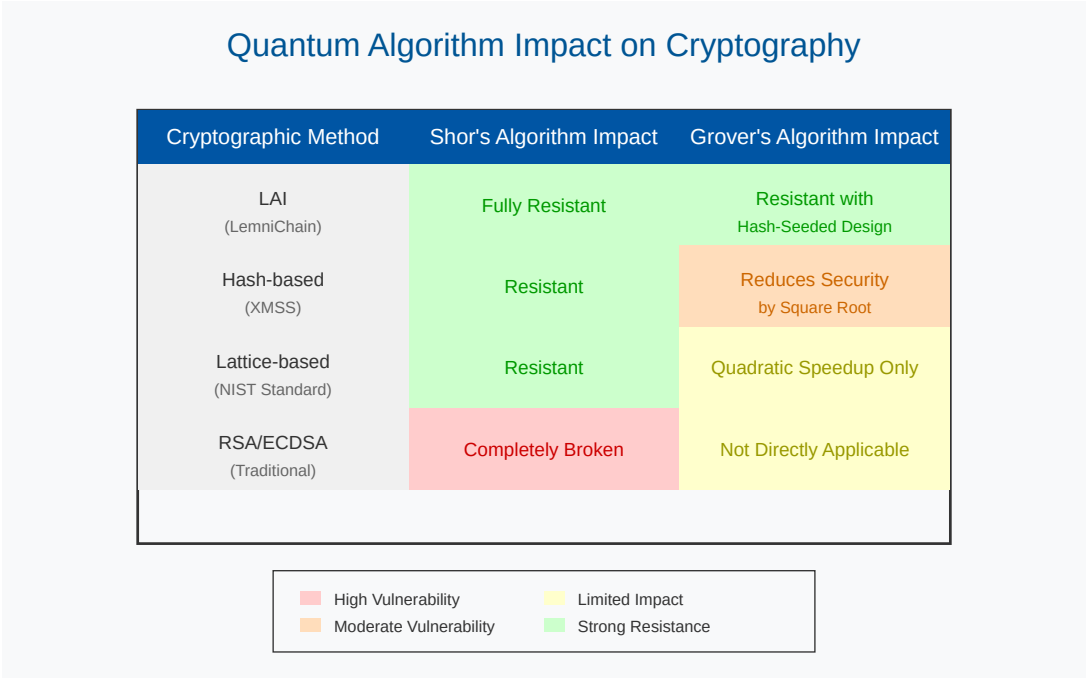 Quantum Algorithm Impact on Cryptography
Cryptographic Method
Shor's Algorithm Impact
Grover's Algorithm Impact
LAI
(LemniChain)
Fully Resistant
Resistant with
Hash-Seeded Design
Hash-based
(XMSS)
Resistant
Reduces Security
by Square Root
Lattice-based
(NIST Standard)
Resistant
Quadratic Speedup Only
RSA/ECDSA
(Traditional)
Completely Broken
Not Directly Applicable
High Vulnerability
Limited Impact
Moderate Vulnerability
Strong Resistance